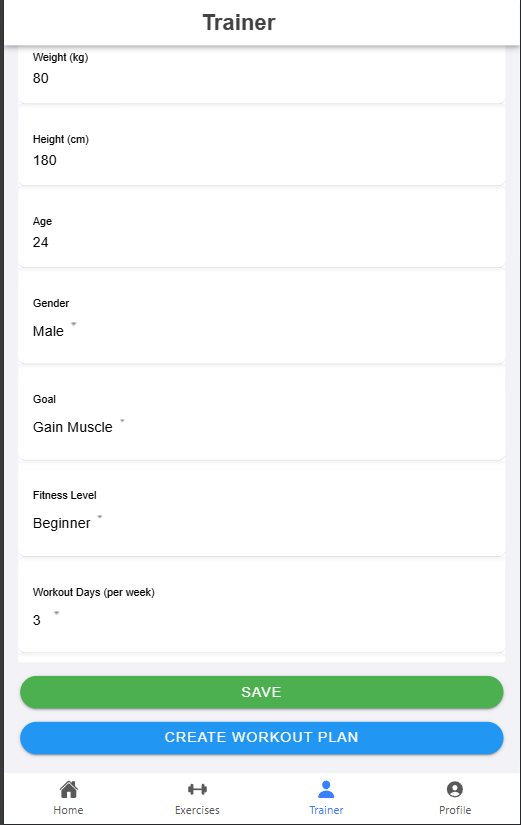 Trainer
Weight (kg)
80
Height (cm)
180
Age
24
Gender
Male
Goal
Gain Muscle
Fitness Level
Beginner
Workout Days (per week)
3
SAVE
CREATE WORKOUT PLAN
Home Exercises Trainer Profile